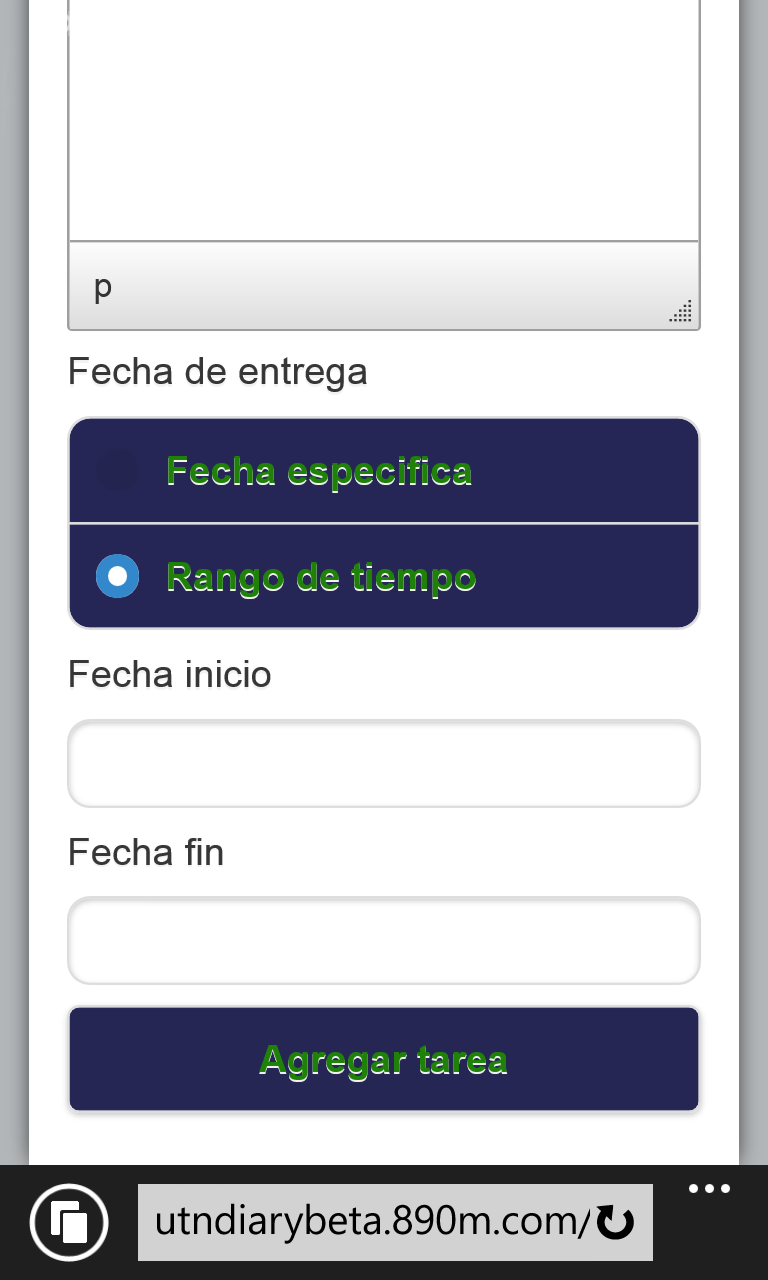 p
Fecha de entrega
Fecha especifica
Rango de tiempo
Fecha inicio
Fecha fin
Agregar tarea
utndiarybeta.890m.com/